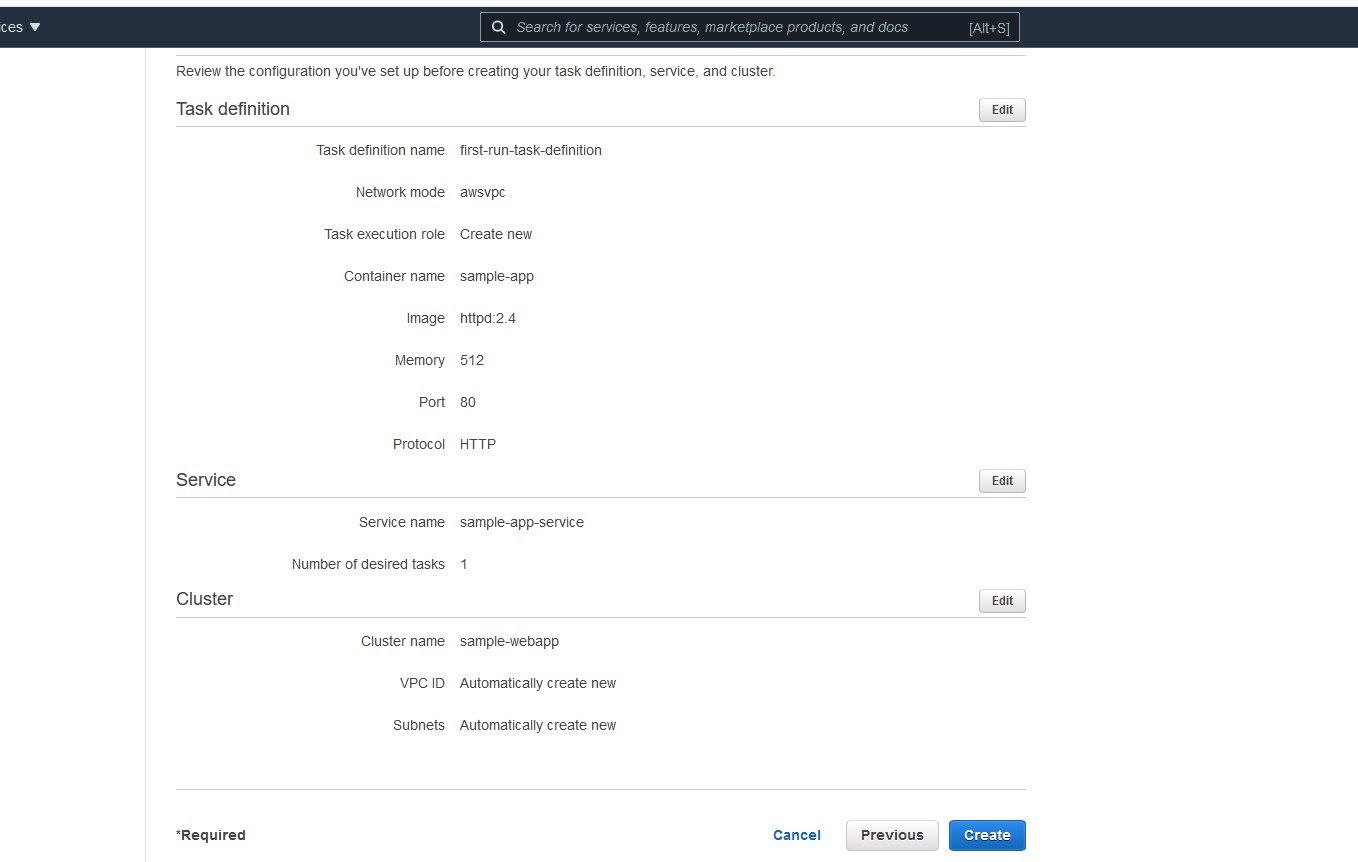 ces ▼
Search for services, features, marketplace products, and docs [Alt+S]
Review the configuration you've set up before creating your task definition, service, and cluster.
Task definition Edit
Task definition name first-run-task-definition
Network mode awsvpc
Task execution role Create new
Container name sample-app
Image httpd:2.4
Memory 512
Port 80
Protocol HTTP
Service Edit
Service name sample-app-service
Number of desired tasks 1
Cluster Edit
Cluster name sample-webapp
VPC ID Automatically create new
Subnets Automatically create new
*Required Cancel Previous Create